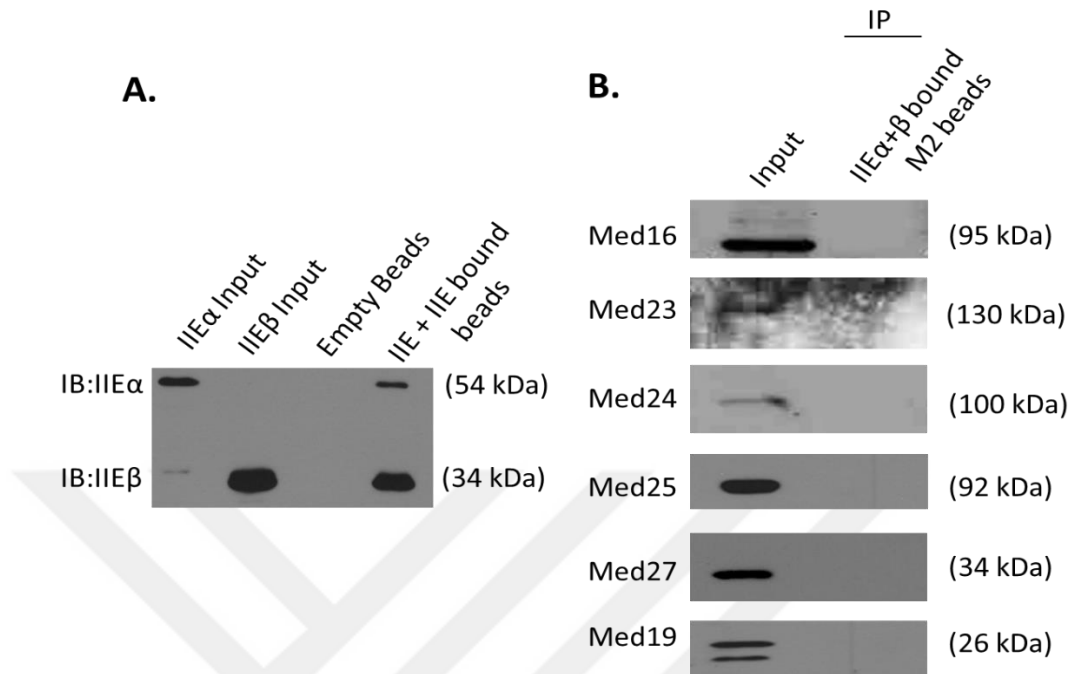 A.
IIEα Input
IIEβ Input
Empty Beads
IIE + IIE bound
beads
IB:IIEα
(54 kDa)
IB:IIEβ
(34 kDa)
B.
IP
Input
IIEα+β bound
M2 beads
Med16
(95 kDa)
Med23
(130 kDa)
Med24
(100 kDa)
Med25
(92 kDa)
Med27
(34 kDa)
Med19
(26 kDa)